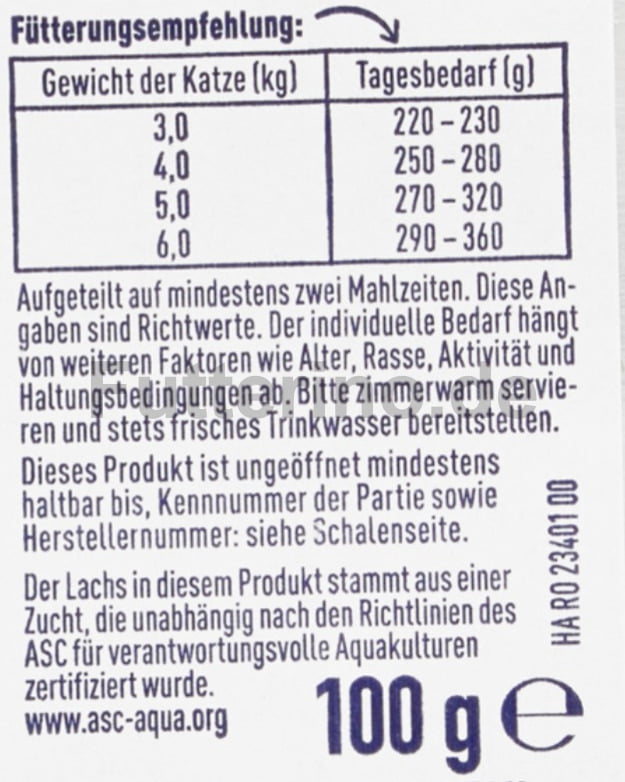 Fütterungsempfehlung:
Gewicht der Katze (kg) Tagesbedarf (g)
3,0 220 – 230
4,0 250 – 280
5,0 270 – 320
6,0 290 – 360
Aufgeteilt auf mindestens zwei Mahlzeiten. Diese An-
gaben sind Richtwerte. Der individuelle Bedarf hängt
von weiteren Faktoren wie Alter, Rasse, Aktivität und
Haltungsbedingungen ab. Bitte zimmerwarm servie-
ren und stets frisches Trinkwasser bereitstellen.
Futterino.de
Dieses Produkt ist ungeöffnet mindestens
haltbar bis, Kennnummer der Partie sowie
Herstellernummer: siehe Schalenseite.
HA RO 23401 00
Der Lachs in diesem Produkt stammt aus einer
Zucht, die unabhängig nach den Richtlinien des
ASC für verantwortungsvolle Aquakulturen
zertifiziert wurde.
www.asc-aqua.org
100 g e